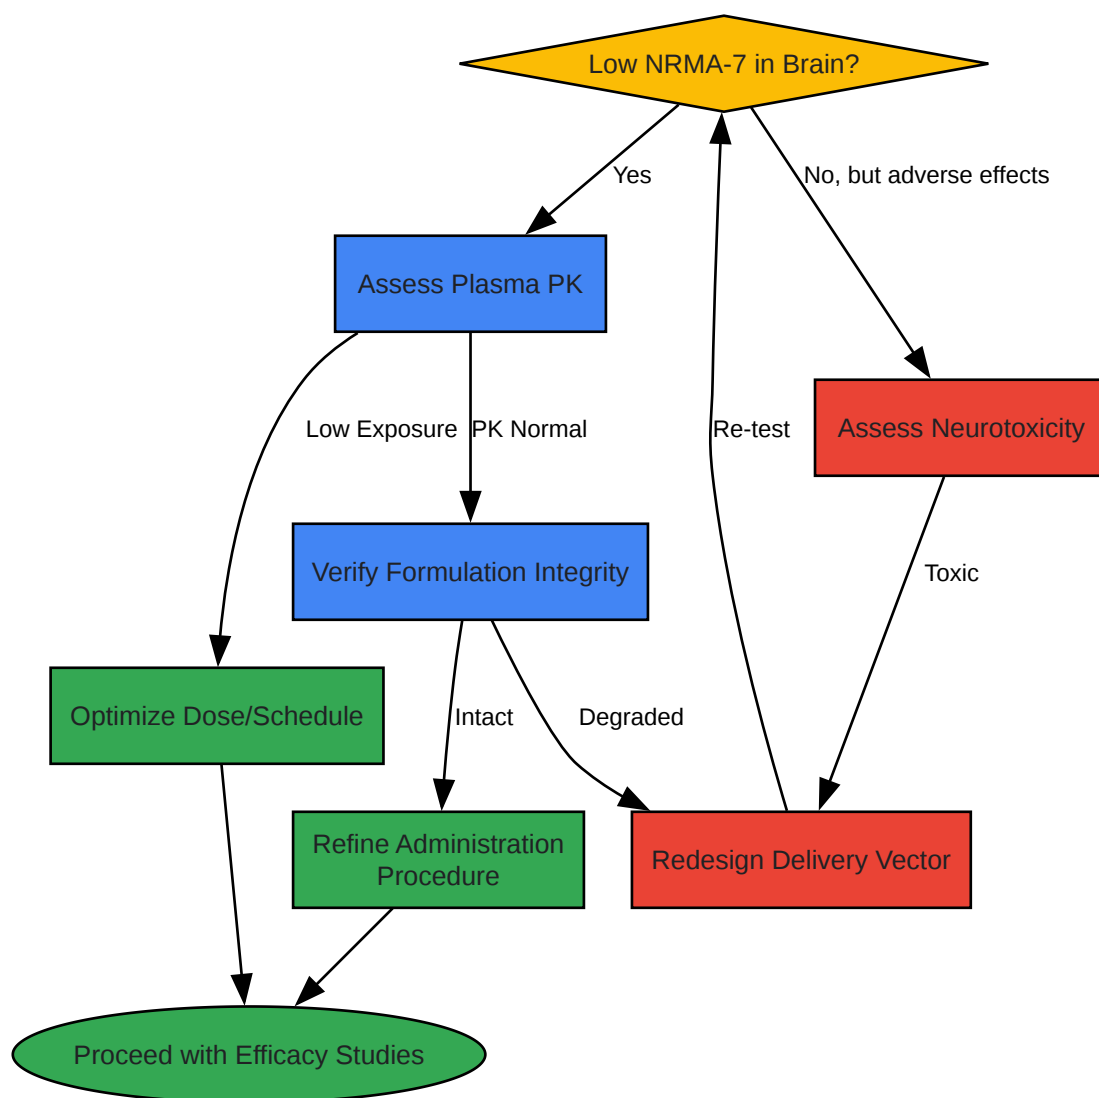 Low NRMA-7 in Brain?
Yes
No, but adverse effects
Assess Plasma PK
Low Exposure
PK Normal
Re-test
Assess Neurotoxicity
Verify Formulation Integrity
Toxic
Optimize Dose/Schedule
Intact
Degraded
Refine Administration
Procedure
Redesign Delivery Vector
Proceed with Efficacy Studies